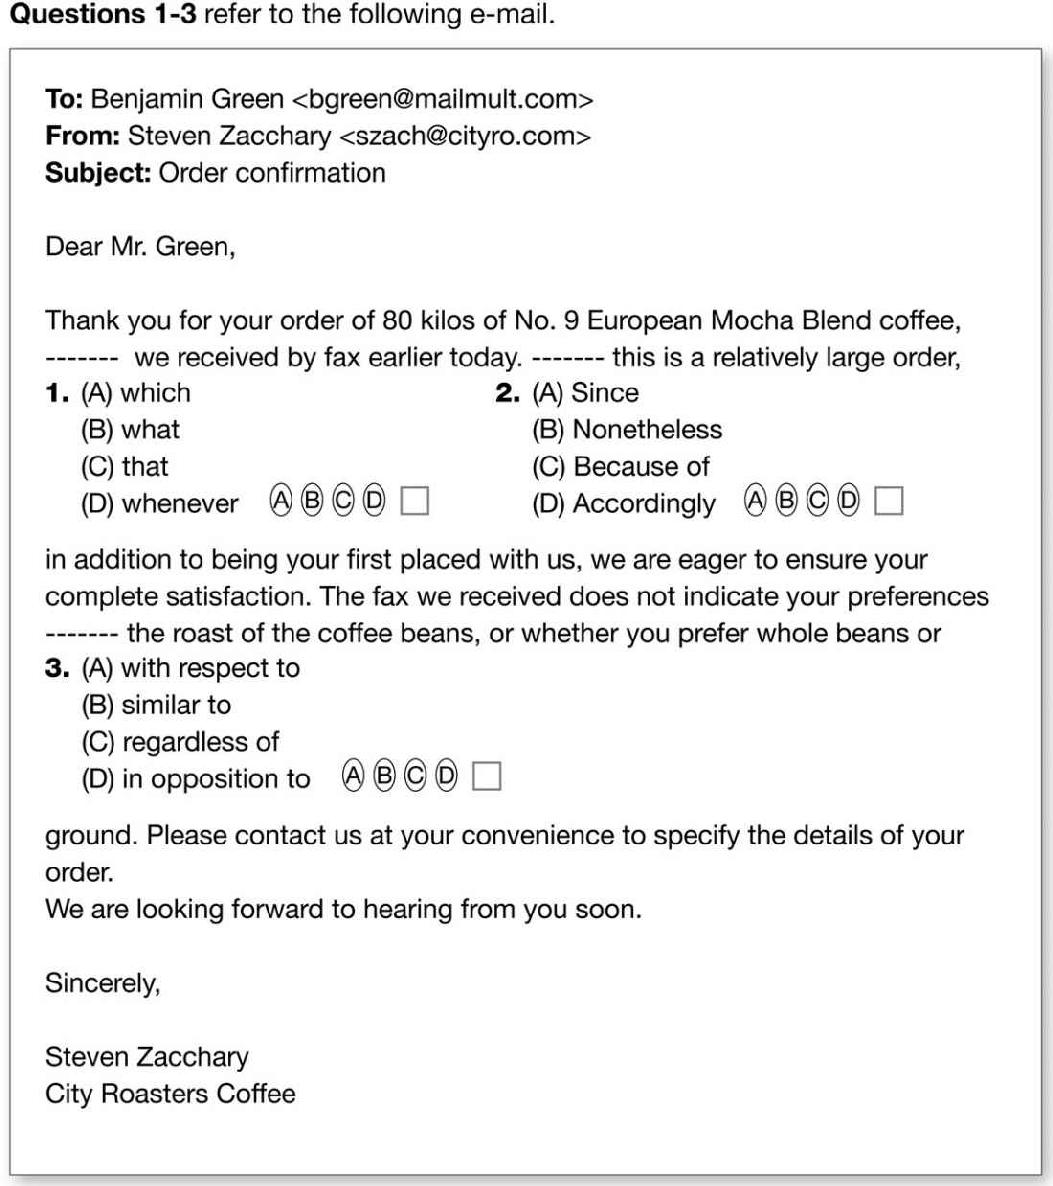 Questions 1-3 refer to the following e-mail.
To: Benjamin Green <bgreen@mailmult.com>
From: Steven Zacchary <szach@cityro.com>
Subject: Order confirmation
Dear Mr. Green,
Thank you for your order of 80 kilos of No. 9 European Mocha Blend coffee,
------- we received by fax earlier today. ------- this is a relatively large order,
1. (A) which
(B) what
(C) that
(D) whenever Ⓐ Ⓑ Ⓒ Ⓓ □
2. (A) Since
(B) Nonetheless
(C) Because of
(D) Accordingly Ⓐ Ⓑ Ⓒ Ⓓ □
in addition to being your first placed with us, we are eager to ensure your
complete satisfaction. The fax we received does not indicate your preferences
------- the roast of the coffee beans, or whether you prefer whole beans or
3. (A) with respect to
(B) similar to
(C) regardless of
(D) in opposition to Ⓐ Ⓑ Ⓒ Ⓓ □
ground. Please contact us at your convenience to specify the details of your
order.
We are looking forward to hearing from you soon.
Sincerely,
Steven Zacchary
City Roasters Coffee